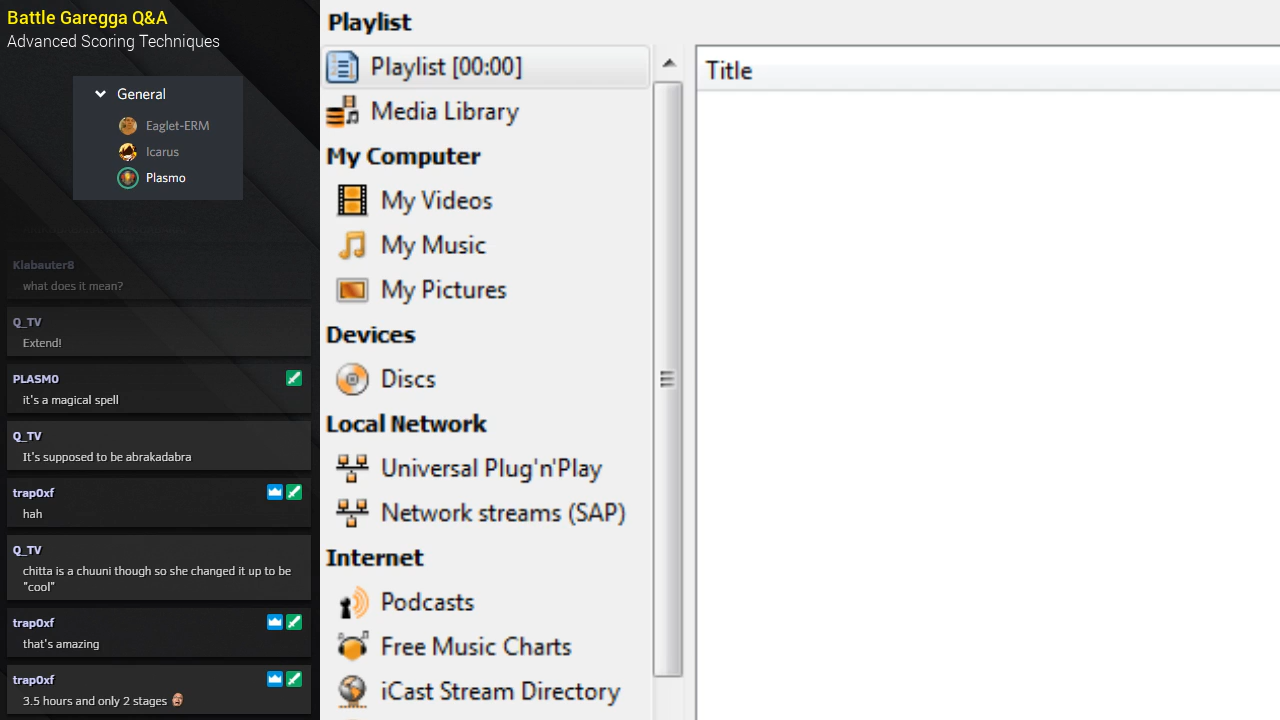 Battle Garegga Q&A
Advanced Scoring Techniques
General
Eaglet-ERM
Icarus
Plasmo
Klabauter8
what does it mean?
Q_TV
Extend!
PLASMO
it's a magical spell
Q_TV
It's supposed to be abrakadabra
trap0xf
hah
Q_TV
chitta is a chuuni though so she changed it up to be
"cool"
trap0xf
that's amazing
trap0xf
3.5 hours and only 2 stages
Playlist
Playlist [00:00]
Media Library
My Computer
My Videos
My Music
My Pictures
Devices
Discs
Local Network
Universal Plug'n'Play
Network streams (SAP)
Internet
Podcasts
Free Music Charts
iCast Stream Directory
Title